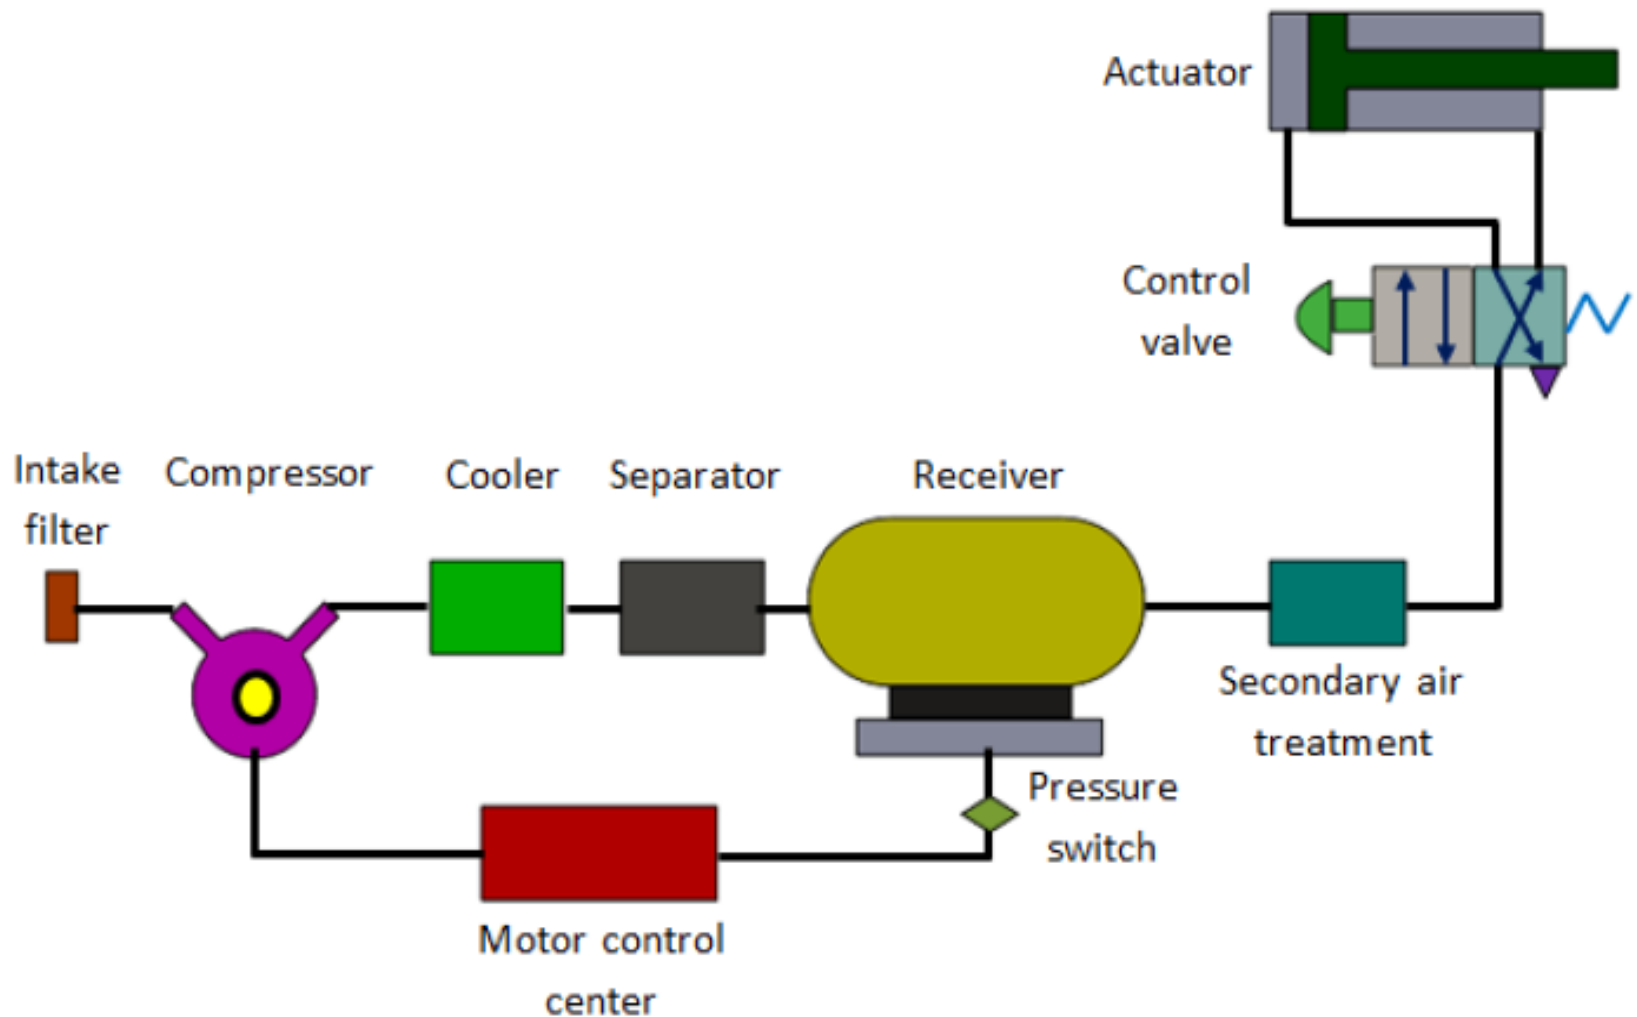 Actuator
Control
valve
Intake
filter
Compressor
Cooler
Separator
Receiver
Secondary air
treatment
Pressure
switch
Motor control
center